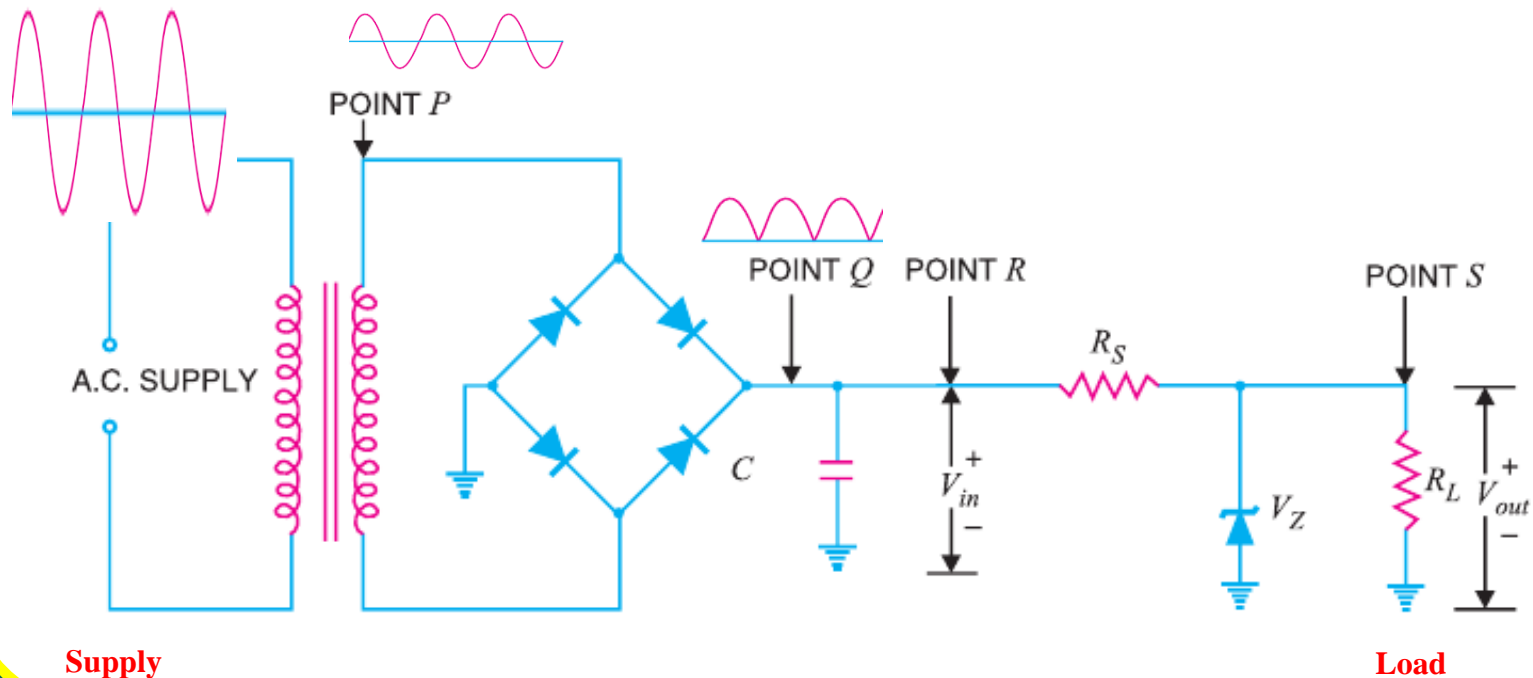 POINT P
POINT Q
POINT R
POINT S
R_S
A.C. SUPPLY
C
+
V_in
−
V_Z
R_L
+
V_out
−
Supply
Load